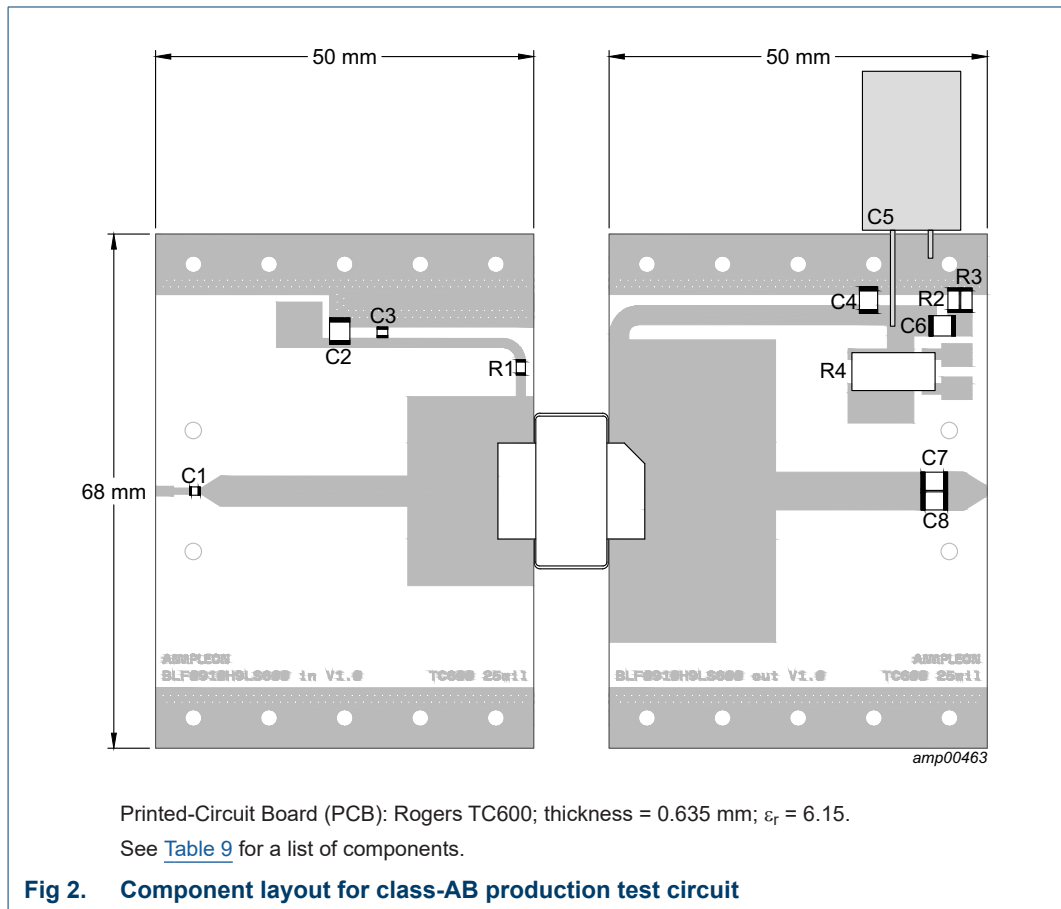 50 mm
50 mm
C5
R3
C4
R2
C3
C6
C2
R1
R4
C1
C7
68 mm
C8
AMPLEON
AMPLEON
BLF0910H9LS600 in V1.0
TC600 25mil
BLF0910H9LS600 out V1.0
TC600 25mil
amp00463
Printed-Circuit Board (PCB): Rogers TC600; thickness = 0.635 mm; εr = 6.15.
See Table 9 for a list of components.
Fig 2. Component layout for class-AB production test circuit